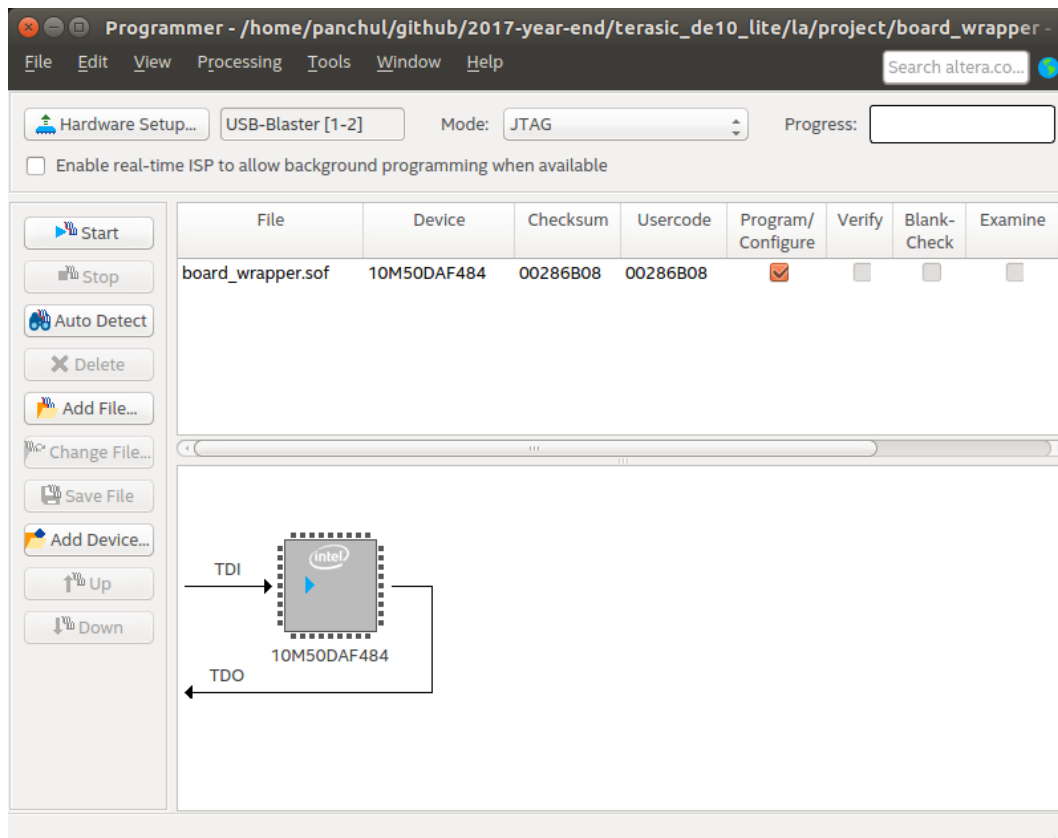 Programmer - /home/panchul/github/2017-year-end/terasic_de10_lite/la/project/board_wrapper -
File Edit View Processing Tools Window Help
Search altera.co...
Hardware Setup... USB-Blaster [1-2] Mode: JTAG Progress:
Enable real-time ISP to allow background programming when available
Start
Stop
Auto Detect
Delete
Add File...
Change File...
Save File
Add Device...
Up
Down
File Device Checksum Usercode Program/ Verify Blank- Examine
Configure Check
board_wrapper.sof 10M50DAF484 00286B08 00286B08
intel
TDI
10M50DAF484
TDO